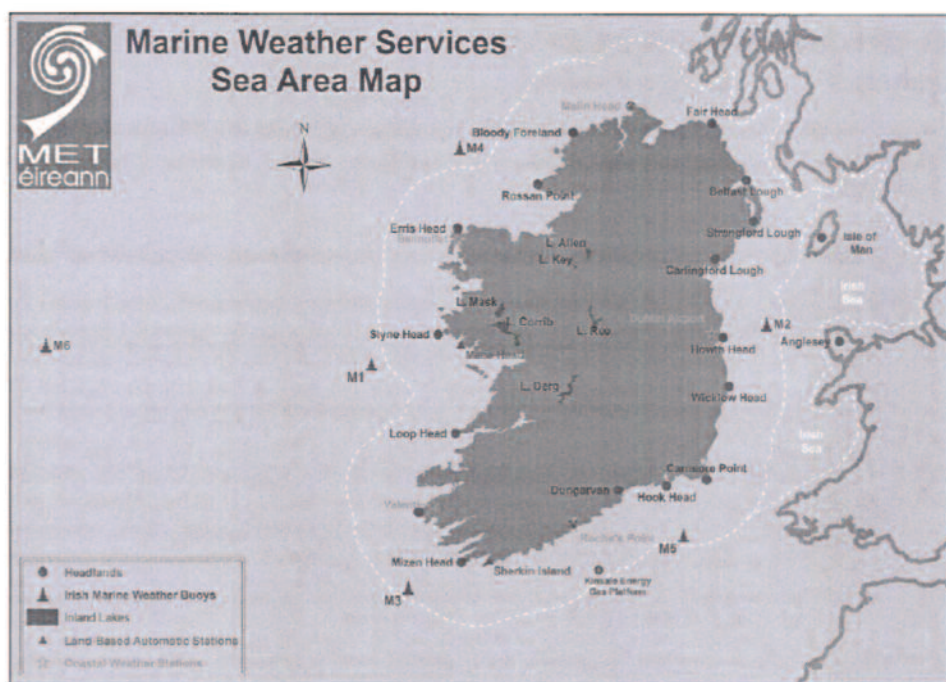 Marine Weather Services
Sea Area Map
MET
éireann
N
Malin Head
Fair Head
Bloody Foreland
M4
Rossan Point
Belfast Lough
Erris Head
Strongford Lough
Isle of
Man
L. Allen
L. Key
Carlingford Lough
Irish
Sea
L. Mask
L. Corrib
L. Ree
Dublin Airport
M2
M6
Slyne Head
Mace Head
Howth Head
Anglesey
M1
L. Derg
Wicklow Head
Loop Head
Irish
Sea
Carnsore Point
Dungarvan
Hook Head
Roche's Point
M5
Mizen Head
Sherkin Island
Kinsale Energy
Gas Platform
M3
Headlands
Irish Marine Weather Buoys
Inland Lakes
Land Based Automatic Stations
Coastal Weather Stations